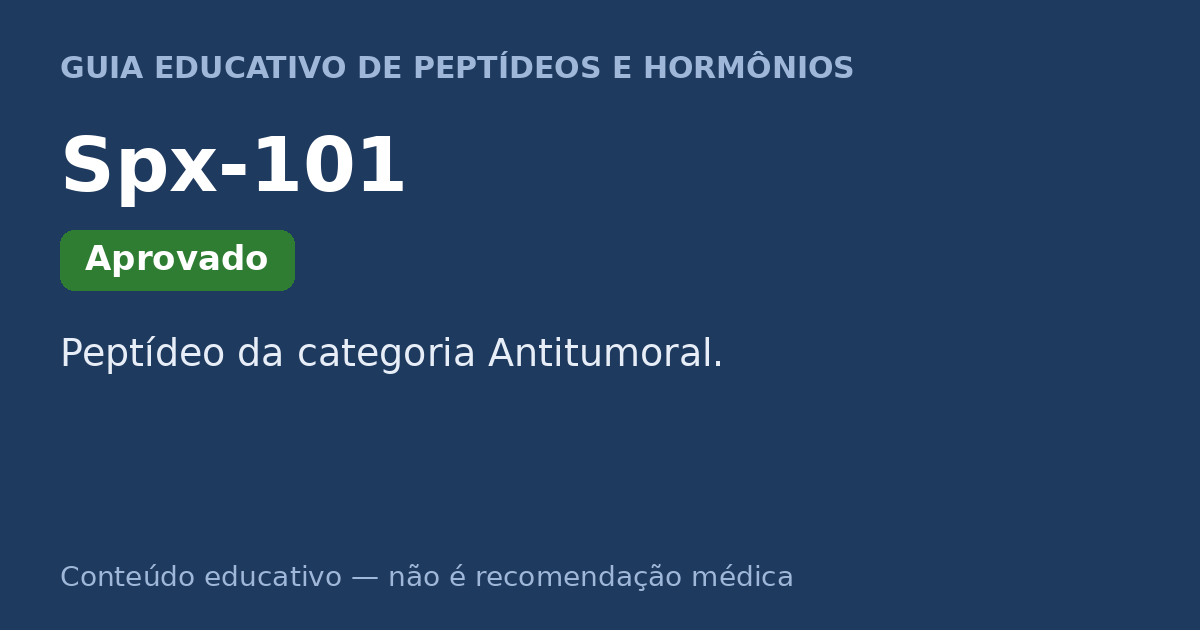 GUIA EDUCATIVO DE PEPTÍDEOS E HORMÔNIOS
Spx-101
Aprovado
Peptídeo da categoria Antitumoral.
Conteúdo educativo — não é recomendação médica